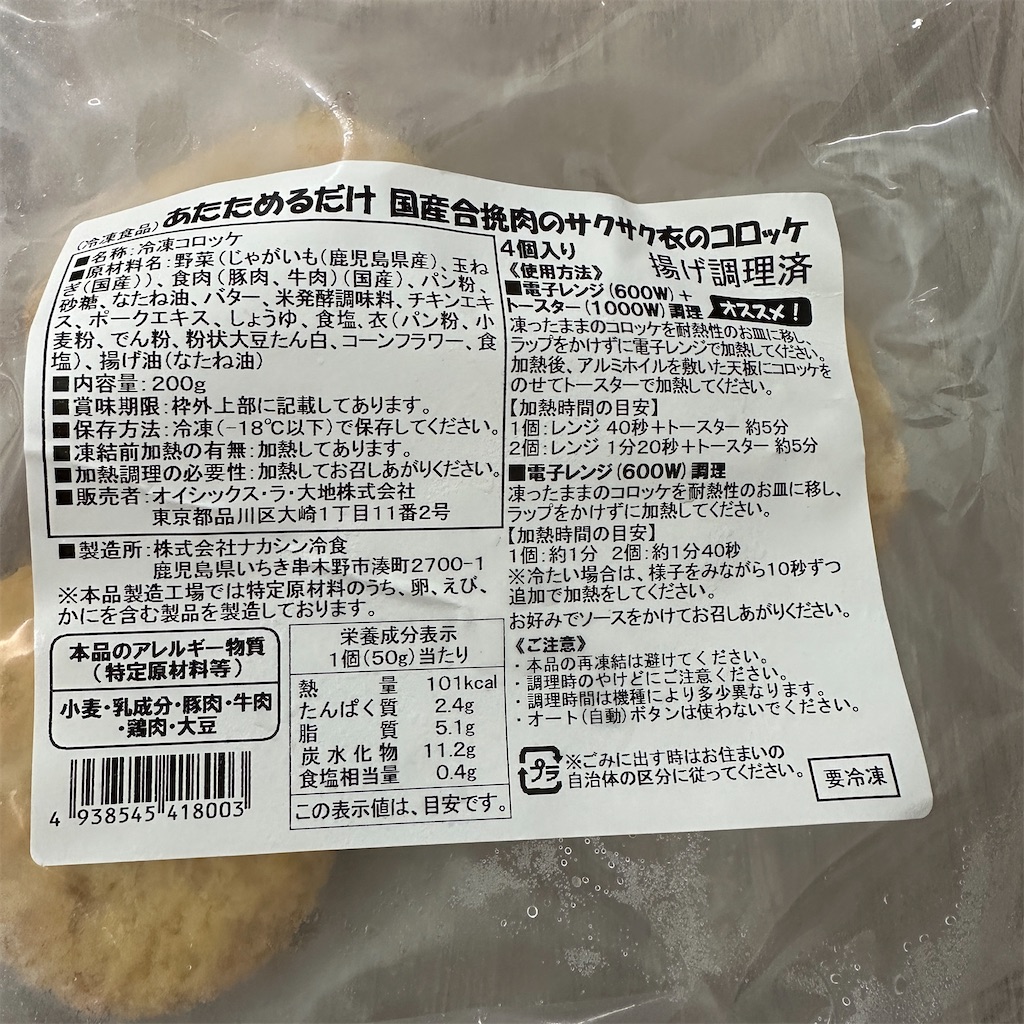 (冷凍食品) あたためるだけ 国産合挽肉のサクサク衣のコロッケ
■名称:冷凍コロッケ
■原材料名:野菜(じゃがいも(鹿児島県産)、玉ね
ぎ(国産))、食肉(豚肉、牛肉)(国産)、パン粉、
砂糖、なたね油、バター、米発酵調味料、チキンエキ
ス、ポークエキス、しょうゆ、食塩、衣(パン粉、小
麦粉、でん粉、粉状大豆たん白、コーンフラワー、食
塩)、揚げ油(なたね油)
■内容量:200g
■賞味期限:枠外上部に記載してあります。
■保存方法:冷凍(-18℃以下)で保存してください。
■凍結前加熱の有無:加熱してあります。
■加熱調理の必要性:加熱してお召しあがりください。
■販売者:オイシックス・ラ・大地株式会社
東京都品川区大崎1丁目11番2号
■製造所:株式会社ナカシン冷食
鹿児島県いちき串木野市湊町2700-1
※本品製造工場では特定原材料のうち、卵、えび、
かにを含む製品を製造しております。
本品のアレルギー物質
(特定原材料等)
小麦・乳成分・豚肉・牛肉
・鶏肉・大豆
4 938545 418003
栄養成分表示
1個(50g)当たり
熱量 101kcal
たんぱく質 2.4g
脂質 5.1g
炭水化物 11.2g
食塩相当量 0.4g
この表示値は、目安です。
4個入り
揚げ調理済
《使用方法》
■電子レンジ(600W)+
トースター(1000W)調理 オススメ!
凍ったままのコロッケを耐熱性のお皿に移し、
ラップをかけずに電子レンジで加熱してください。
加熱後、アルミホイルを敷いた天板にコロッケを
のせてトースターで加熱してください。
【加熱時間の目安】
1個:レンジ 40秒+トースター 約5分
2個:レンジ 1分20秒+トースター 約5分
■電子レンジ(600W)調理
凍ったままのコロッケを耐熱性のお皿に移し、
ラップをかけずに加熱してください。
【加熱時間の目安】
1個:約1分 2個:約1分40秒
※冷たい場合は、様子をみながら10秒ずつ
追加で加熱をしてください。
お好みでソースをかけてお召しあがりください。
《ご注意》
・本品の再凍結は避けてください。
・調理時のやけどにご注意ください。
・調理時間は機種により多少異なります。
・オート(自動)ボタンは使わないでください。
プラ
※ごみに出す時はお住まいの
自治体の区分に従ってください。
要冷凍